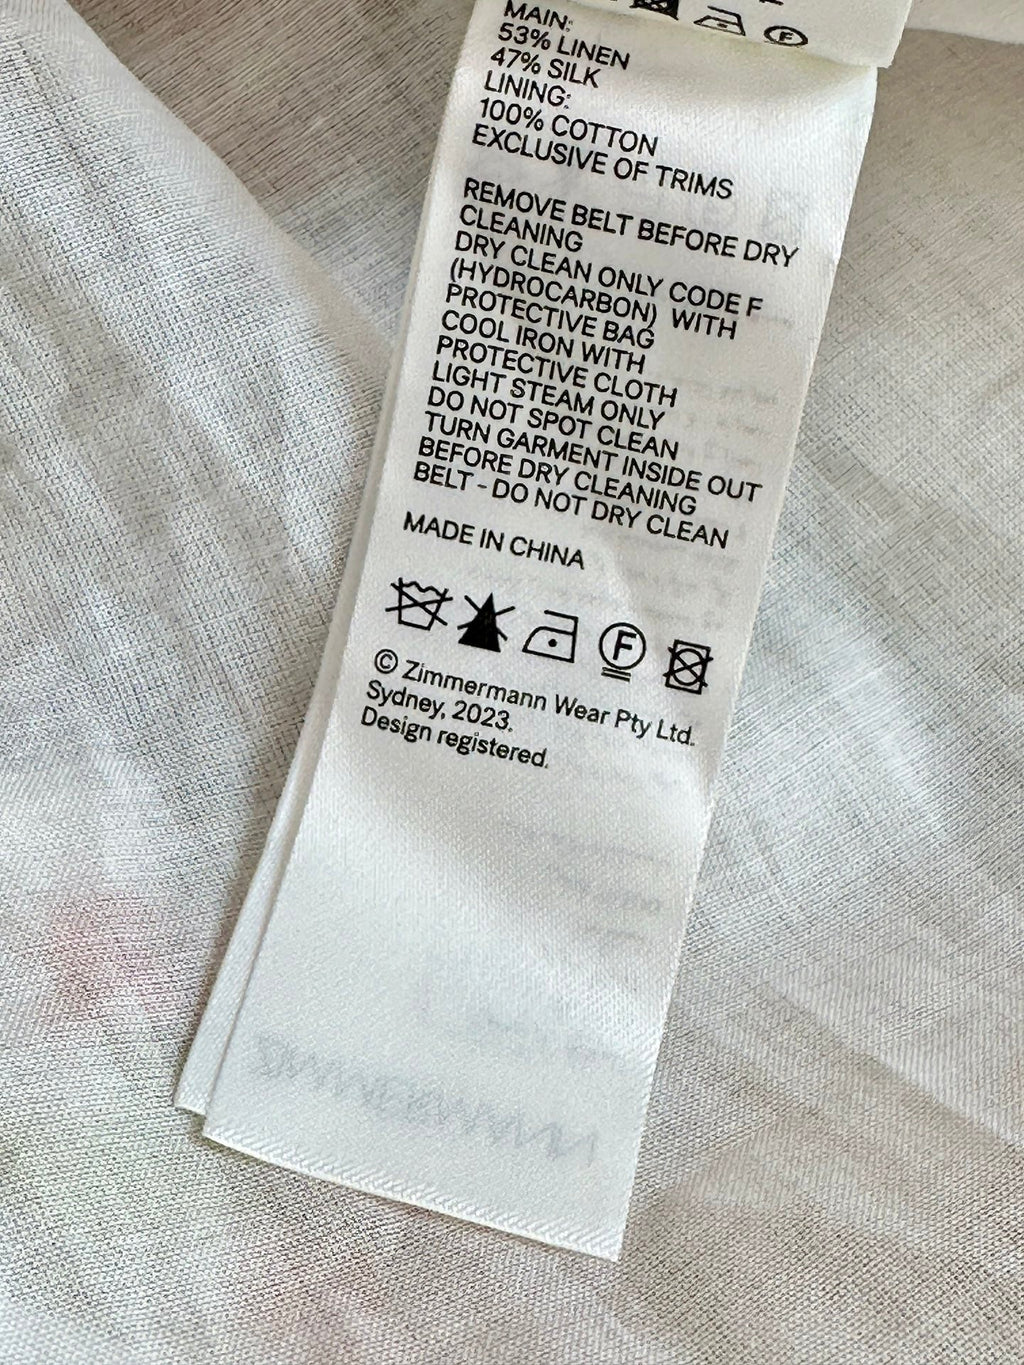 MAIN:
53% LINEN
47% SILK
LINING:
100% COTTON
EXCLUSIVE OF TRIMS
REMOVE BELT BEFORE DRY
CLEANING
DRY CLEAN ONLY CODE F
(HYDROCARBON) WITH
PROTECTIVE BAG
COOL IRON WITH
PROTECTIVE CLOTH
LIGHT STEAM ONLY
DO NOT SPOT CLEAN
TURN GARMENT INSIDE OUT
BEFORE DRY CLEANING
BELT - DO NOT DRY CLEAN
MADE IN CHINA
F
© Zimmermann Wear Pty Ltd.
Sydney, 2023.
Design registered.